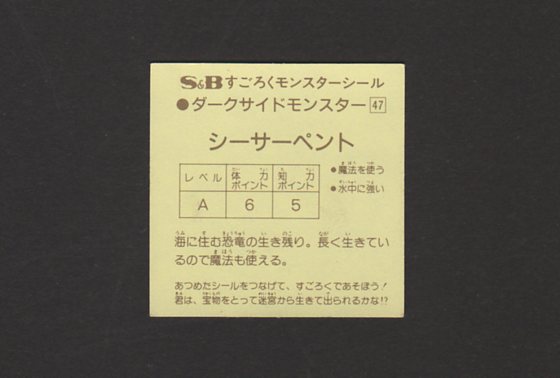 S&Bすごろくモンスターシール
●ダークサイドモンスター 47
シーサーペント
レベル 体力ポイント 知力ポイント
A 6 5
●魔法を使う
●水中に強い
海に住む恐竜の生き残り。長く生きてい
るので魔法も使える。
あつめたシールをつなげて、すごろくであそぼう!
君は、宝物をとって迷宮から生きて出られるかな!?